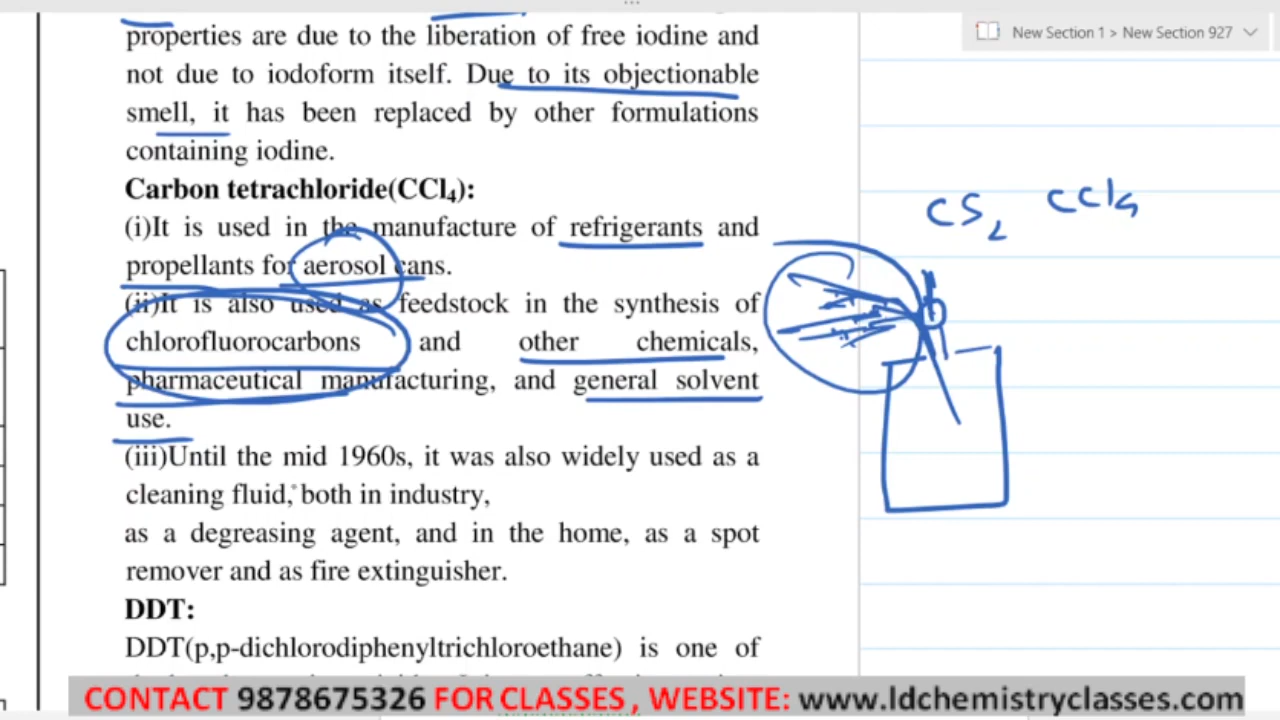 New Section 1 > New Section 927
properties are due to the liberation of free iodine and
not due to iodoform itself. Due to its objectionable
smell, it has been replaced by other formulations
containing iodine.
Carbon tetrachloride(CCl₄):
(i)It is used in the manufacture of refrigerants and
propellants for aerosol cans.
(ii)It is also used as feedstock in the synthesis of
chlorofluorocarbons and other chemicals,
pharmaceutical manufacturing, and general solvent
use.
(iii)Until the mid 1960s, it was also widely used as a
cleaning fluid, both in industry,
as a degreasing agent, and in the home, as a spot
remover and as fire extinguisher.
DDT:
DDT(p,p-dichlorodiphenyltrichloroethane) is one of
CS₂ CCl₄
CONTACT 9878675326 FOR CLASSES , WEBSITE: www.ldchemistryclasses.com